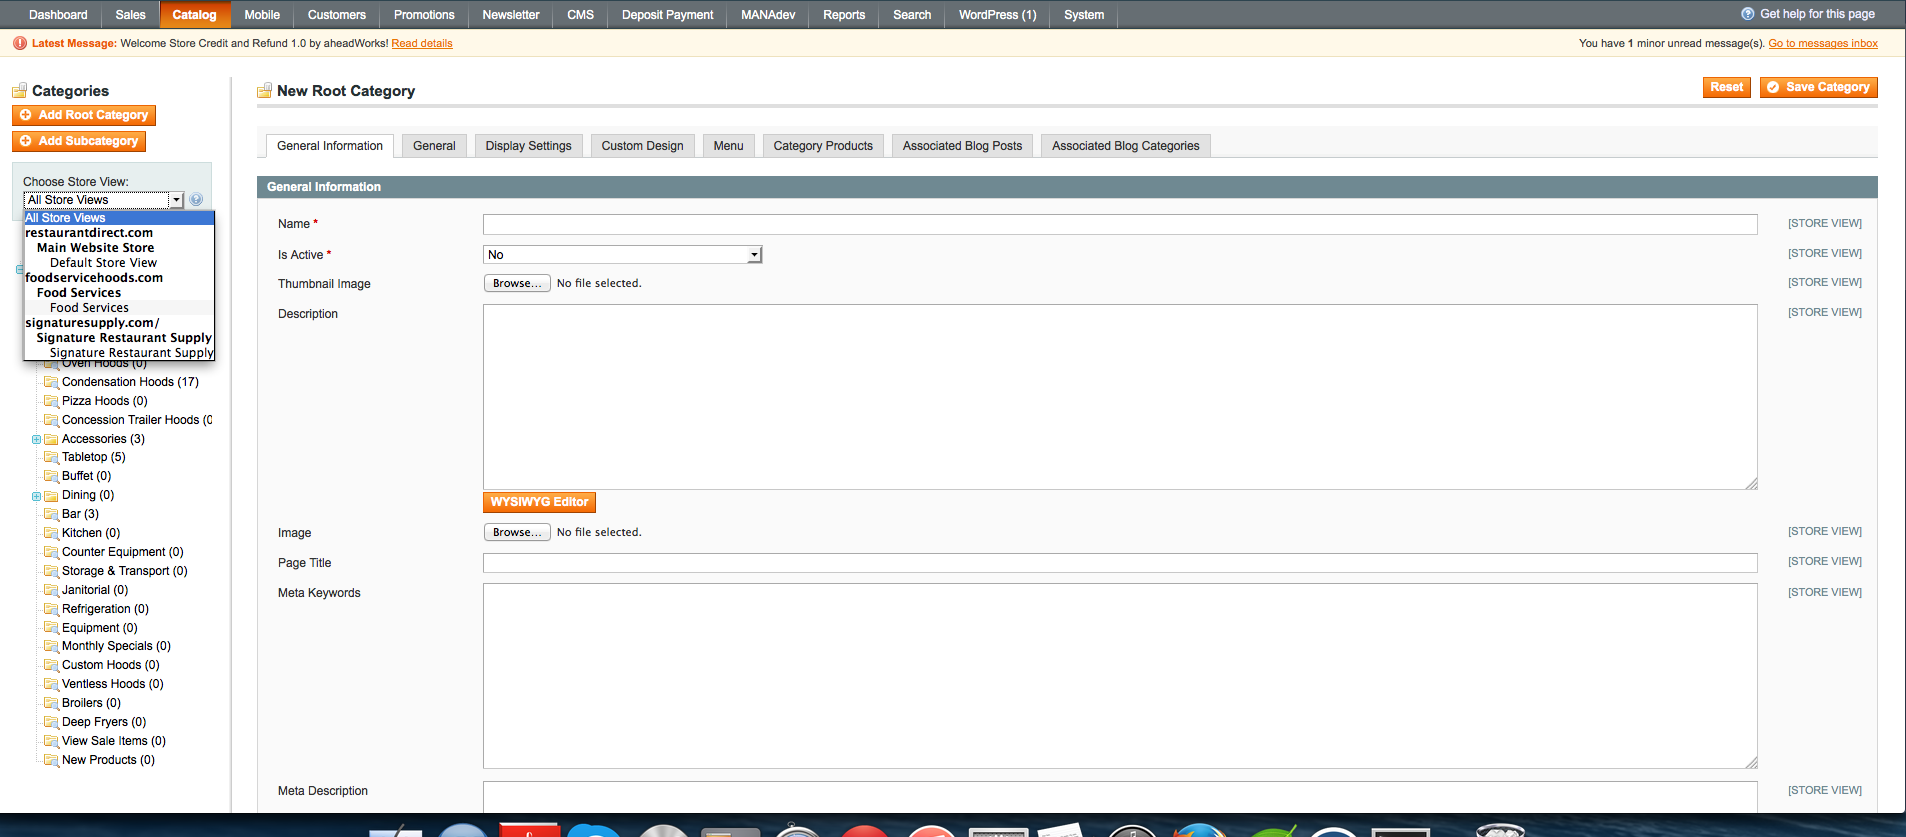 Dashboard Sales Catalog Mobile Customers Promotions Newsletter CMS Deposit Payment MANAdev Reports Search WordPress (1) System Get help for this page
Latest Message: Welcome Store Credit and Refund 1.0 by aheadWorks! Read details You have 1 minor unread message(s). Go to messages inbox
Categories
Add Root Category
Add Subcategory
Choose Store View:
All Store Views
All Store Views
restaurantdirect.com
Main Website Store
Default Store View
foodservicehoods.com
Food Services
Food Services
signaturesupply.com/
Signature Restaurant Supply
Signature Restaurant Supply
Oven Hoods (0)
Condensation Hoods (17)
Pizza Hoods (0)
Concession Trailer Hoods (0
Accessories (3)
Tabletop (5)
Buffet (0)
Dining (0)
Bar (3)
Kitchen (0)
Counter Equipment (0)
Storage & Transport (0)
Janitorial (0)
Refrigeration (0)
Equipment (0)
Monthly Specials (0)
Custom Hoods (0)
Ventless Hoods (0)
Broilers (0)
Deep Fryers (0)
View Sale Items (0)
New Products (0)
New Root Category
Reset Save Category
General Information General Display Settings Custom Design Menu Category Products Associated Blog Posts Associated Blog Categories
General Information
Name * [STORE VIEW]
Is Active * No [STORE VIEW]
Thumbnail Image Browse... No file selected. [STORE VIEW]
Description [STORE VIEW]
WYSIWYG Editor
Image Browse... No file selected. [STORE VIEW]
Page Title [STORE VIEW]
Meta Keywords [STORE VIEW]
Meta Description [STORE VIEW]